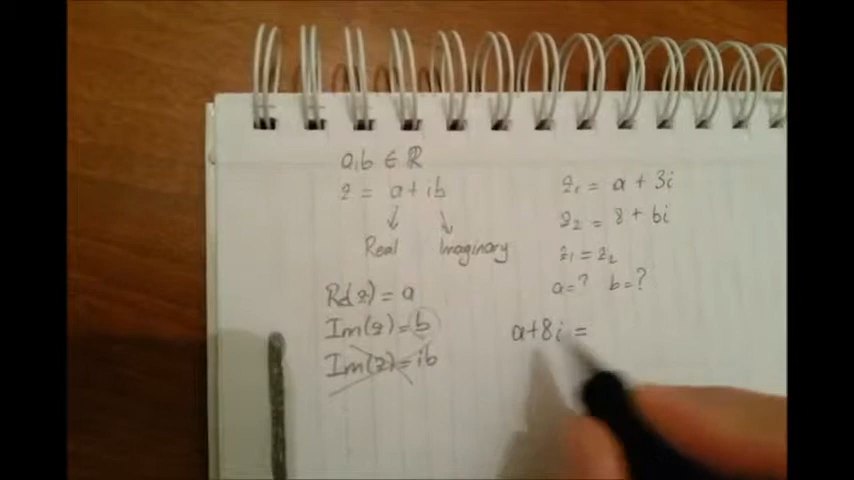 a,b ∈ ℝ
z = a + ib
Real Imaginary
Re(z) = a
Im(z) = b
Im(z) = ib
z₁ = a + 3i
z₂ = 8 + bi
z₁ = z₂
a = ? b = ?
a + 8i =